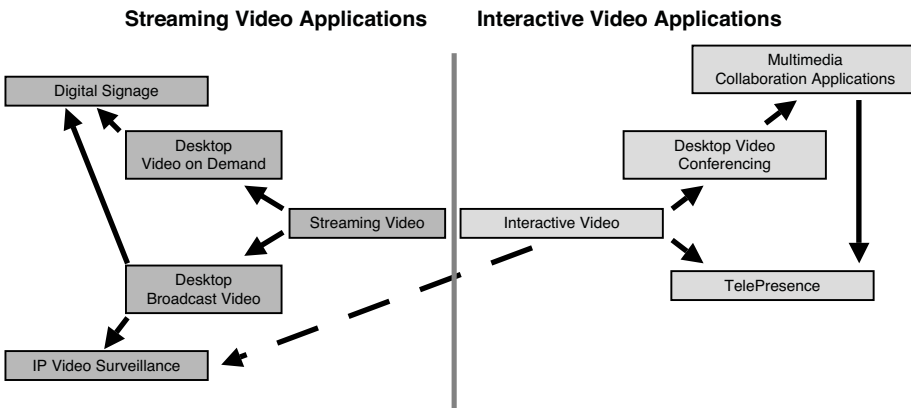 Streaming Video Applications
Interactive Video Applications
Digital Signage
Desktop
Video on Demand
Streaming Video
Desktop
Broadcast Video
IP Video Surveillance
Multimedia
Collaboration Applications
Desktop Video
Conferencing
Interactive Video
TelePresence